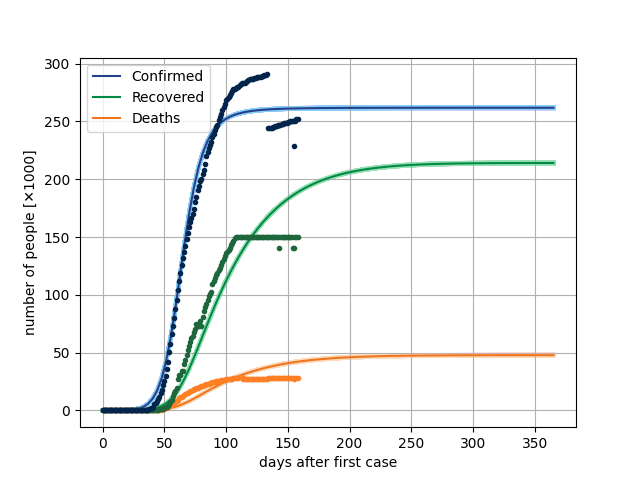 Confirmed
Recovered
Deaths
number of people [×1000]
300
250
200
150
100
50
0
0 50 100 150 200 250 300 350
days after first case